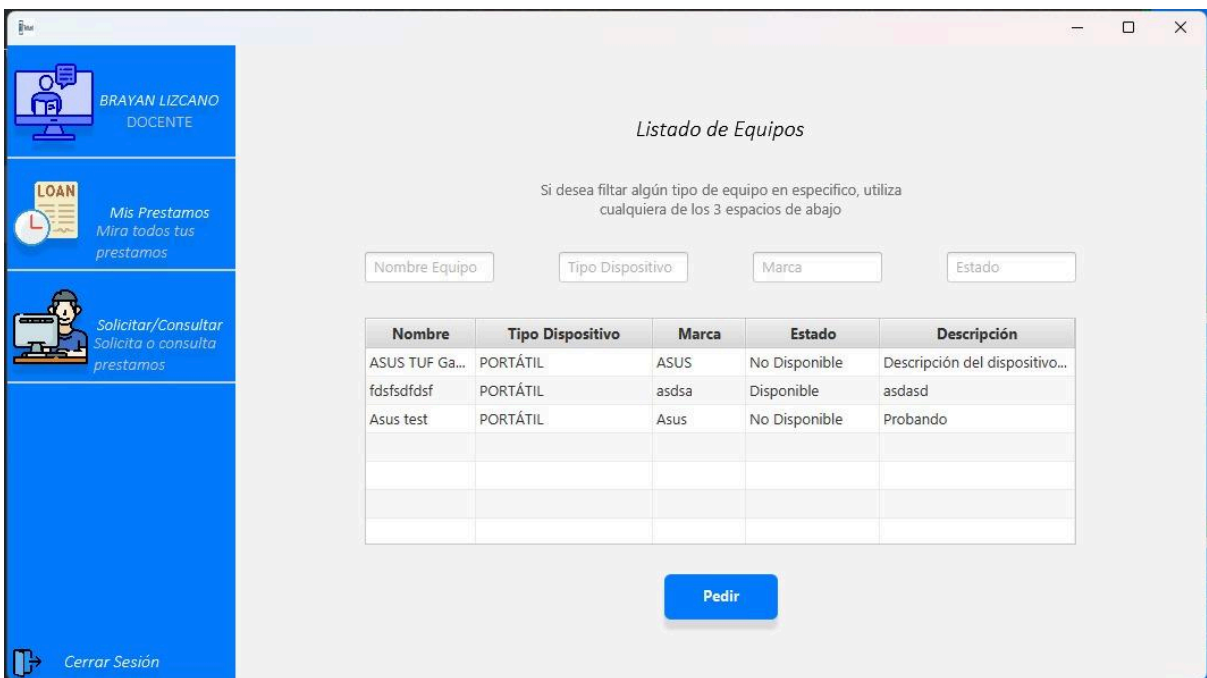 BRAYAN LIZCANO
DOCENTE
LOAN
Mis Prestamos
Mira todos tus
prestamos
Solicitar/Consultar
Solicita o consulta
prestamos
Cerrar Sesión
Listado de Equipos
Si desea filtar algún tipo de equipo en especifico, utiliza
cualquiera de los 3 espacios de abajo
Nombre Equipo Tipo Dispositivo Marca Estado
Nombre Tipo Dispositivo Marca Estado Descripción
ASUS TUF Ga... PORTÁTIL ASUS No Disponible Descripción del dispositivo...
fdsfsdfdsf PORTÁTIL asdsa Disponible asdasd
Asus test PORTÁTIL Asus No Disponible Probando
Pedir